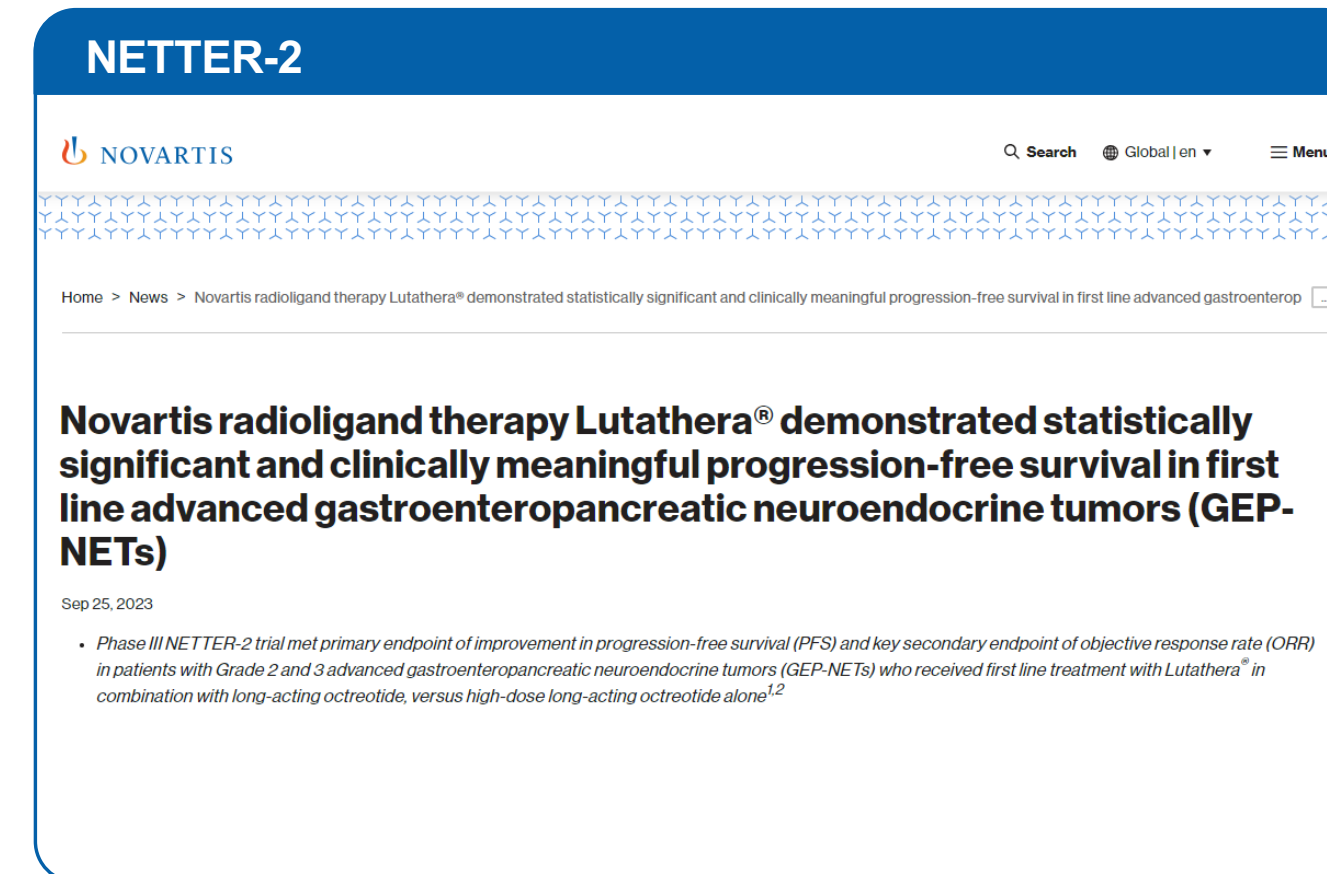 NETTER-2
NOVARTIS
Search Global | en Menu
Home > News > Novartis radioligand therapy Lutathera® demonstrated statistically significant and clinically meaningful progression-free survival in first line advanced gastroenterop
Novartis radioligand therapy Lutathera® demonstrated statistically
significant and clinically meaningful progression-free survival in first
line advanced gastroenteropancreatic neuroendocrine tumors (GEP-
NETs)
Sep 25, 2023
• Phase III NETTER-2 trial met primary endpoint of improvement in progression-free survival (PFS) and key secondary endpoint of objective response rate (ORR)
in patients with Grade 2 and 3 advanced gastroenteropancreatic neuroendocrine tumors (GEP-NETs) who received first line treatment with Lutathera® in
combination with long-acting octreotide, versus high-dose long-acting octreotide alone1,2